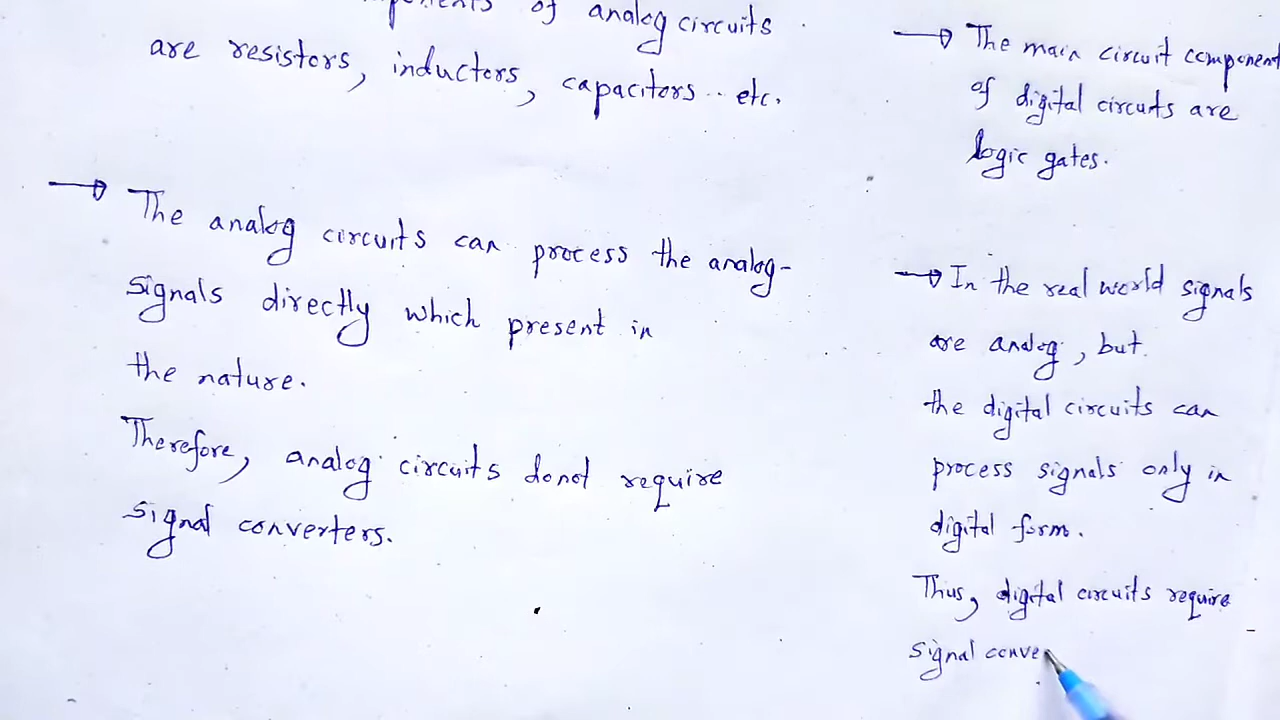 of analog circuits
are resistors, inductors, capacitors.. etc.
The analog circuits can process the analog-
signals directly which present in
the nature.
Therefore, analog circuits donot require
signal converters.
The main circuit component
of digital circuits are
logic gates.
In the real world signals
are analog, but
the digital circuits can
process signals only in
digital form.
Thus, digital circuits require
signal conve